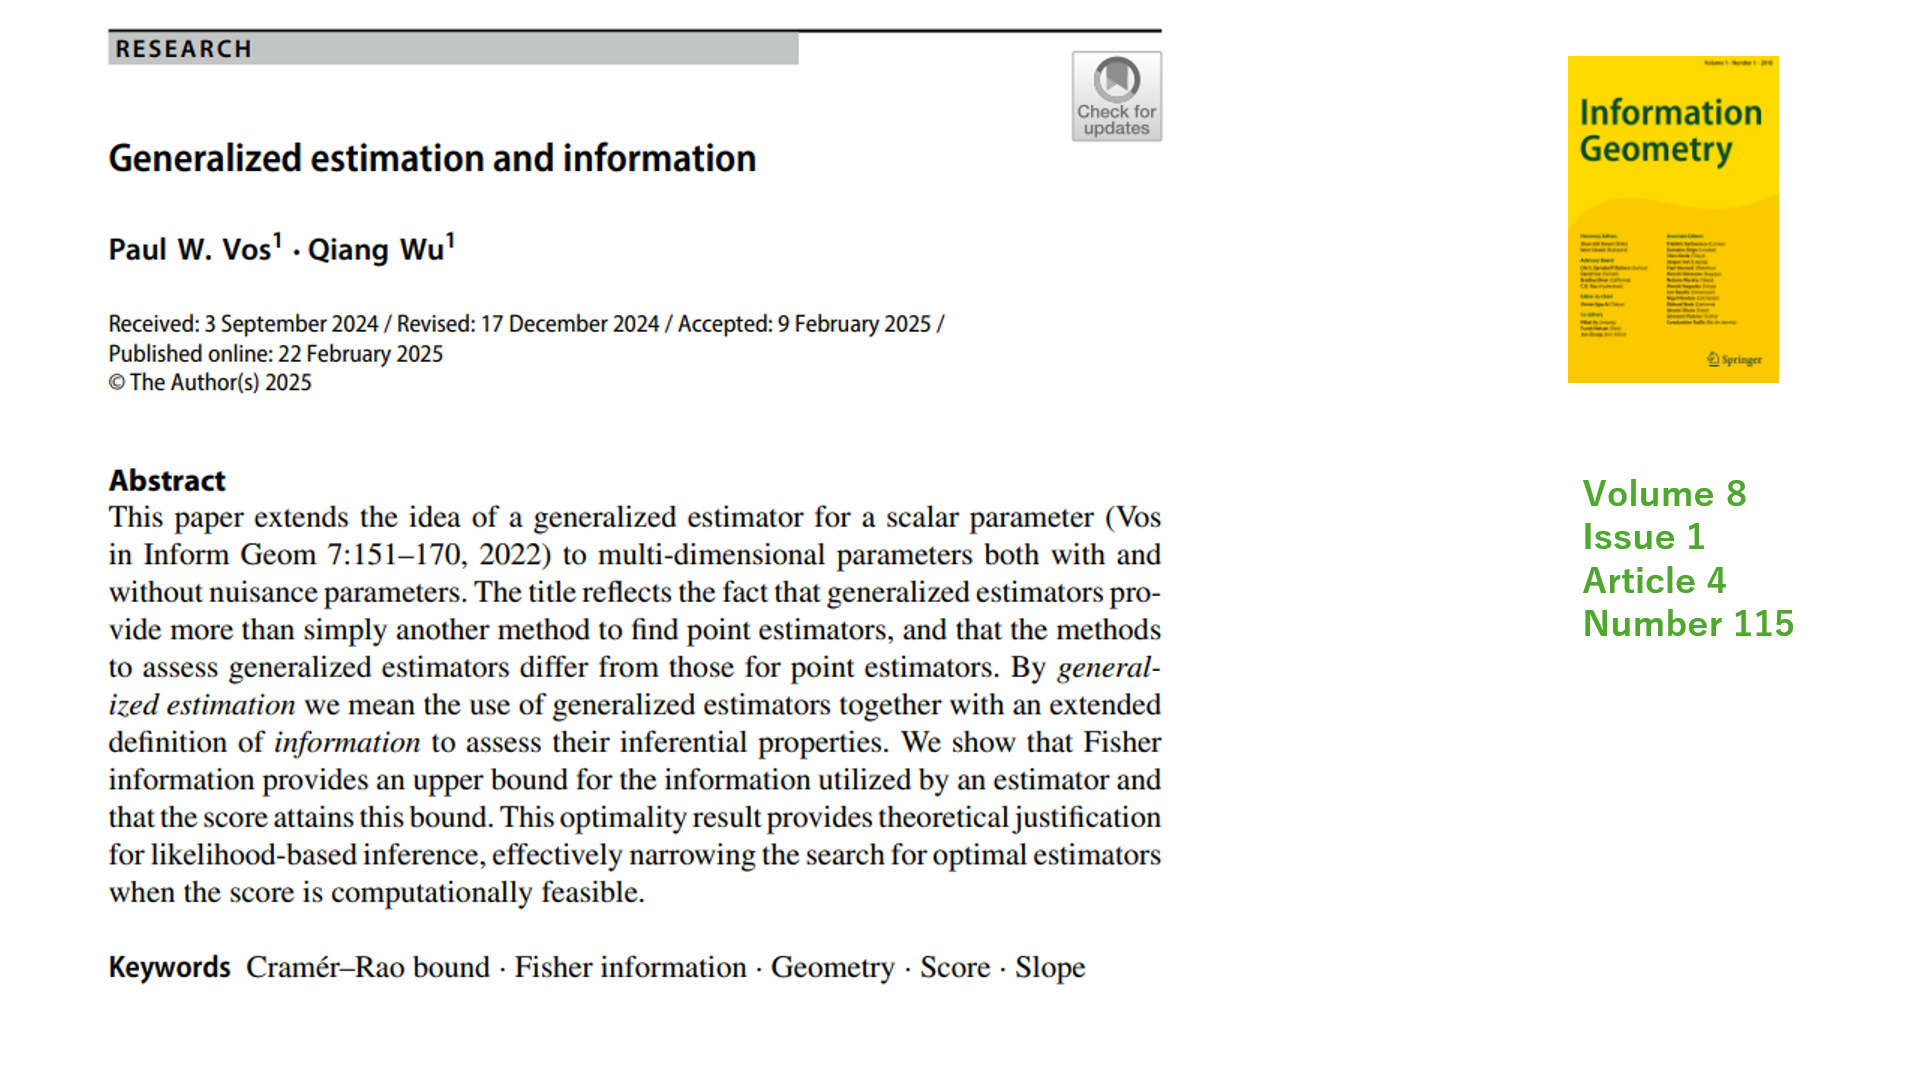 RESEARCH
Check for
updates
Generalized estimation and information
Paul W. Vos1 · Qiang Wu1
Received: 3 September 2024 / Revised: 17 December 2024 / Accepted: 9 February 2025 /
Published online: 22 February 2025
© The Author(s) 2025
Abstract
This paper extends the idea of a generalized estimator for a scalar parameter (Vos
in Inform Geom 7:151–170, 2022) to multi-dimensional parameters both with and
without nuisance parameters. The title reflects the fact that generalized estimators pro-
vide more than simply another method to find point estimators, and that the methods
to assess generalized estimators differ from those for point estimators. By general-
ized estimation we mean the use of generalized estimators together with an extended
definition of information to assess their inferential properties. We show that Fisher
information provides an upper bound for the information utilized by an estimator and
that the score attains this bound. This optimality result provides theoretical justification
for likelihood-based inference, effectively narrowing the search for optimal estimators
when the score is computationally feasible.
Keywords Cramér–Rao bound · Fisher information · Geometry · Score · Slope
Volume 1 · Number 1 · 2018
Information
Geometry
Springer
Volume 8
Issue 1
Article 4
Number 115